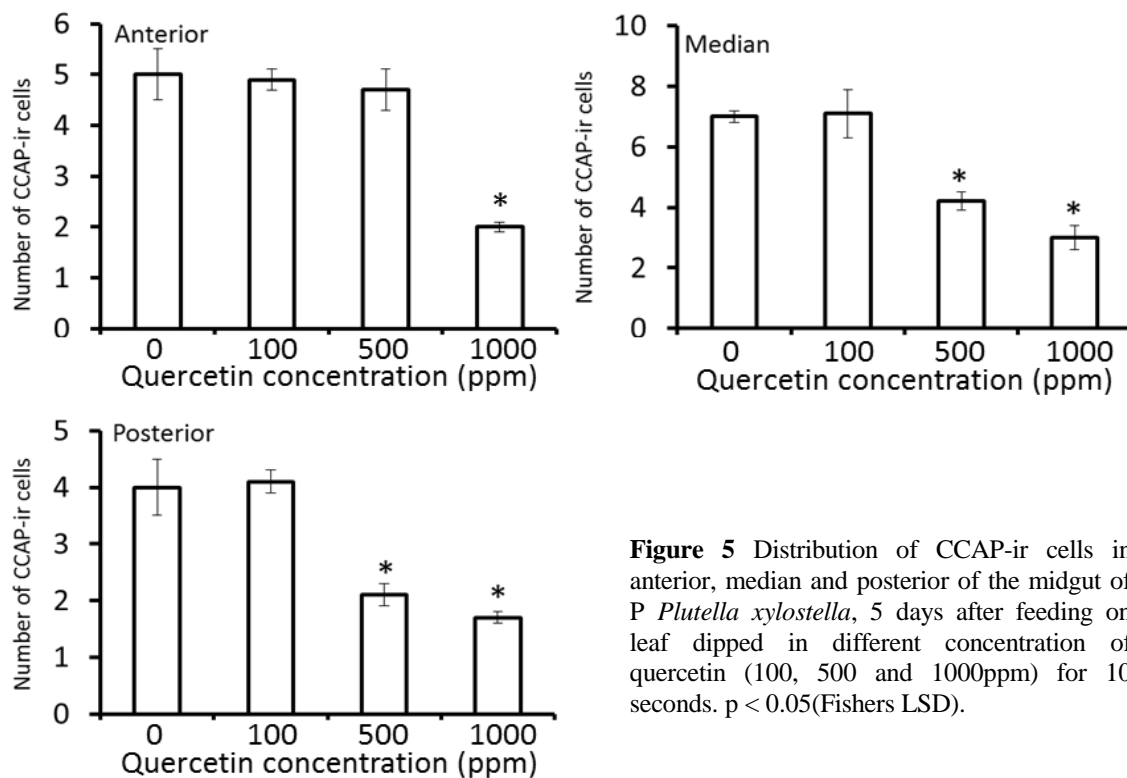 Anterior
Number of CCAP-ir cells
6
5
4
3
2
1
0
*
0 100 500 1000
Quercetin concentration (ppm)
Median
Number of CCAP-ir cells
10
8
6
4
2
0
* *
0 100 500 1000
Quercetin concentration (ppm)
Posterior
Number of CCAP-ir cells
5
4
3
2
1
0
* *
0 100 500 1000
Quercetin concentration (ppm)
Figure 5 Distribution of CCAP-ir cells in
anterior, median and posterior of the midgut of
P Plutella xylostella, 5 days after feeding on
leaf dipped in different concentration of
quercetin (100, 500 and 1000ppm) for 10
seconds. p < 0.05(Fishers LSD).